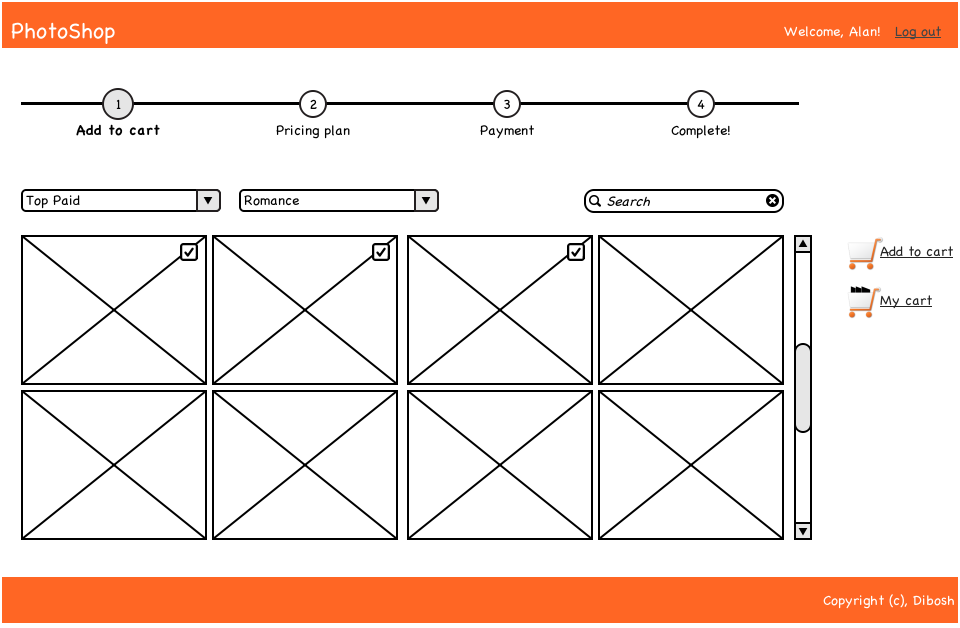 PhotoShop
Welcome, Alan! Log out
1 2 3 4
Add to cart Pricing plan Payment Complete!
Top Paid Romance Search
Add to cart
My cart
Copyright (c), Dibosh